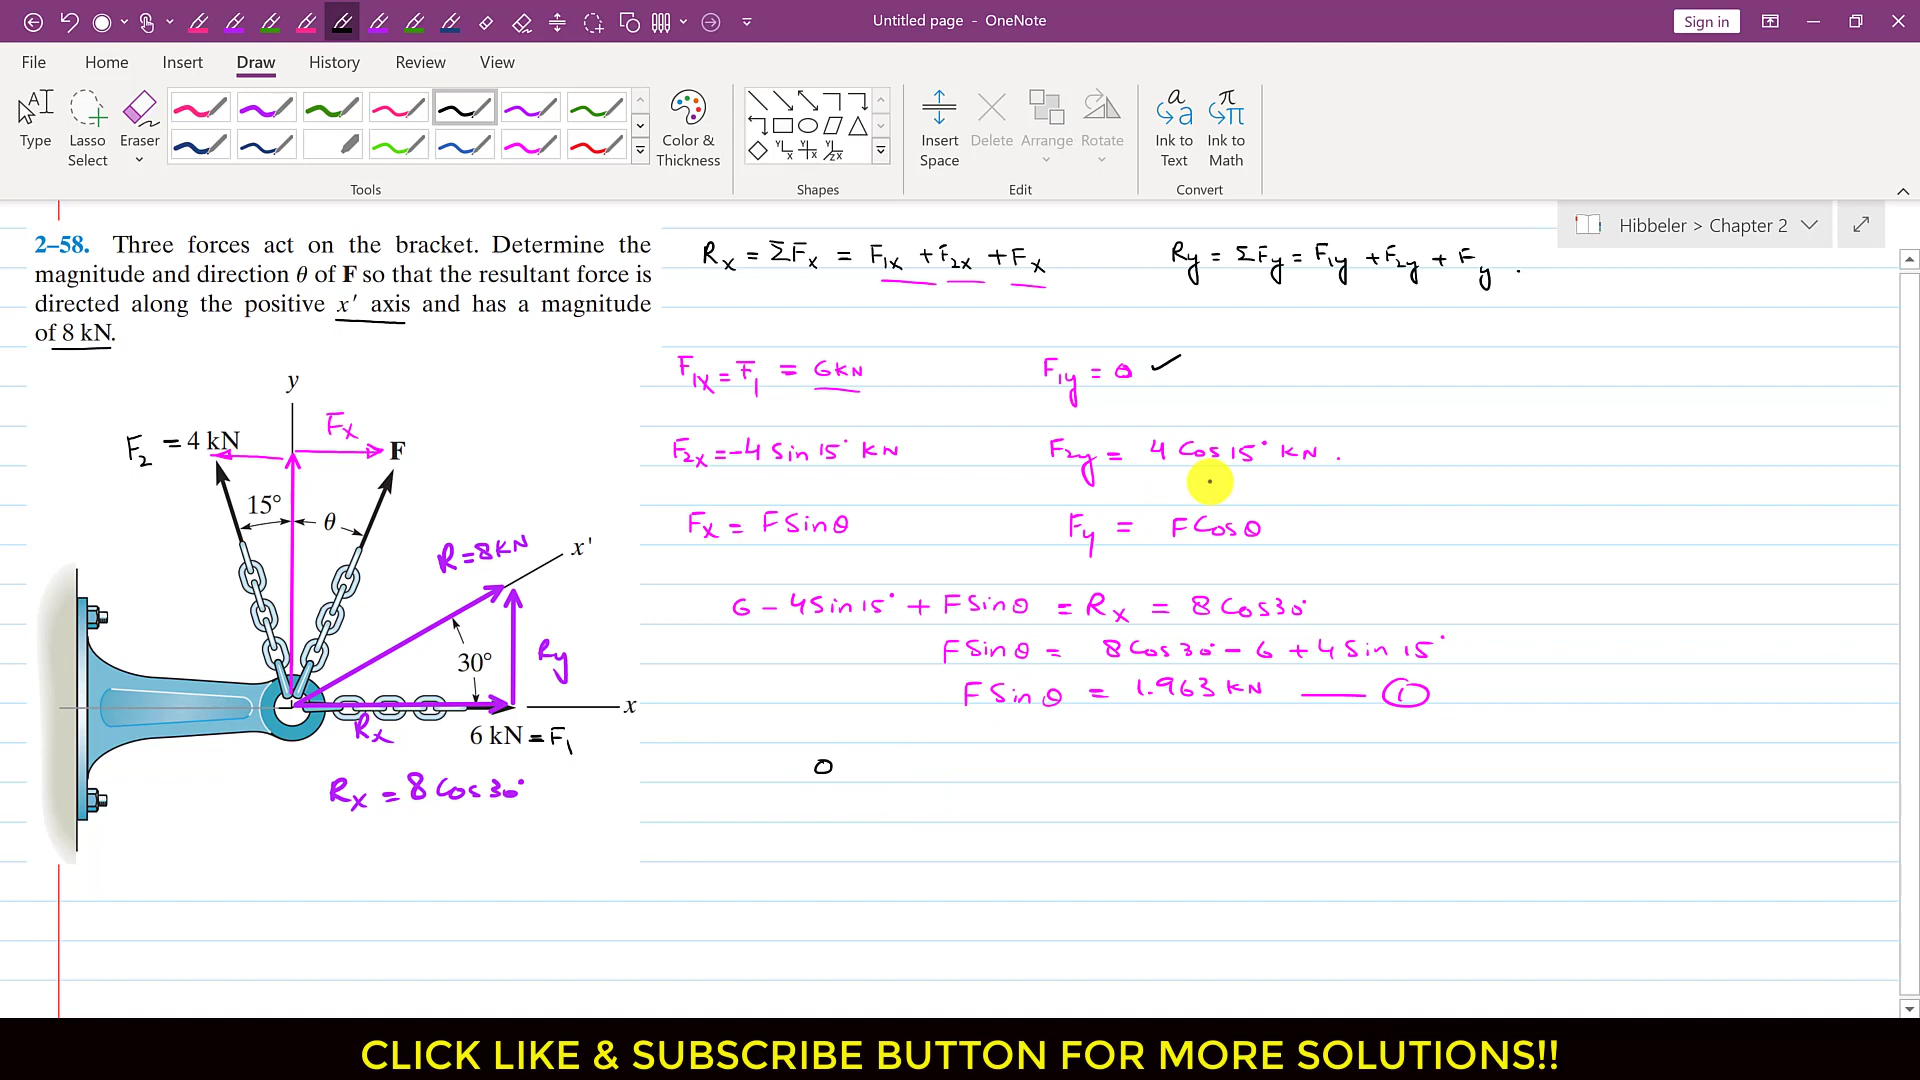 Untitled page - OneNote
Sign in
File Home Insert Draw History Review View
Type
Lasso Select
Eraser
Color & Thickness
Insert Space
Delete
Arrange
Rotate
Ink to Text
Ink to Math
Tools
Shapes
Edit
Convert
Hibbeler > Chapter 2
2–58. Three forces act on the bracket. Determine the
magnitude and direction θ of F so that the resultant force is
directed along the positive x′ axis and has a magnitude
of 8 kN.
Rx = ΣFx = F1x + F2x + Fx
Ry = ΣFy = F1y + F2y + Fy .
F1x = F1 = 6kN
F1y = 0 ✓
F2x = -4 Sin 15° kN
F2y = 4 Cos 15° kN .
Fx = F Sin θ
Fy = F Cos θ
6 - 4 Sin 15° + F Sin θ = Rx = 8 Cos 30°
F Sin θ = 8 Cos 30° - 6 + 4 Sin 15°
F Sin θ = 1.963 kN —— ①
0
y
Fx
F2 = 4 kN
F
15°
θ
R = 8 kN
x'
30°
Ry
x
Rx
6 kN = F1
Rx = 8 Cos 30°
CLICK LIKE & SUBSCRIBE BUTTON FOR MORE SOLUTIONS!!